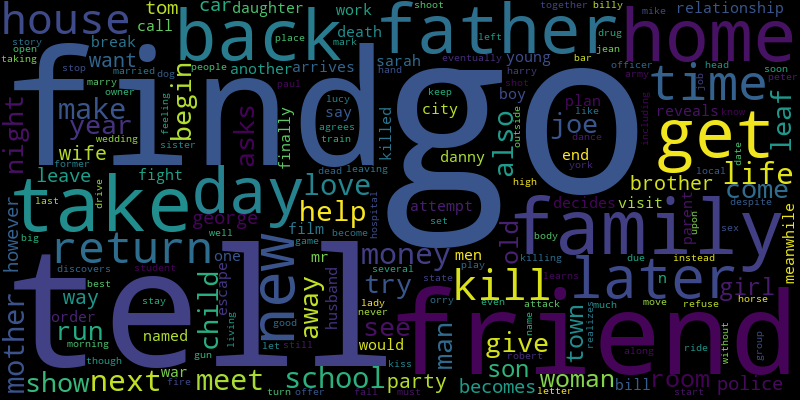 house
tom
car
daughter
work
shoot
together
billy
relationship
call
death
mike
story
open
taking
break
want
back
place
mark
father
left
drug
jean
home
people
another
arrives
sarah
eventually
young
bar
officer
head
soon
stop
find
go
hand
harry
boy
shot
army
time
job
peter
marry
married
dog
paul
make
begin
owner
lucy
say
killed
keep
city
outside
plan
like
reveals
know
leaf
night
year
feeling
asks
finally
agrees
train
also
joe
dance
including
get
wedding
sister
wife
former
danny
end
york
date
local
fight
dead
leaving
leave
drive
day
love
high
brother
life
come
take
last
george
help
hospital
attempt
set
decides
visit
parent
despite
however
big
well
film
game
become
old
family
upon
sex
meanwhile
return
new
one
mr
money
men
body
killing
due
instead
discovers
student
several
state
play
learns
later
n
girl
mother
way
best
stay
child
escape
away
husband
try
kill
even
attack
much
move
refuse
horse
order
tell
gun
good
lady
never
orry
name
realizes
friend
run
morning
named
living
let
still
would
see
man
give
town
along
ride
without
group
though
war
kiss
robert
show
next
fire
meet
school
party
son
becomes
woman
bill
room
police
turn
offer
fall
must
letter
start